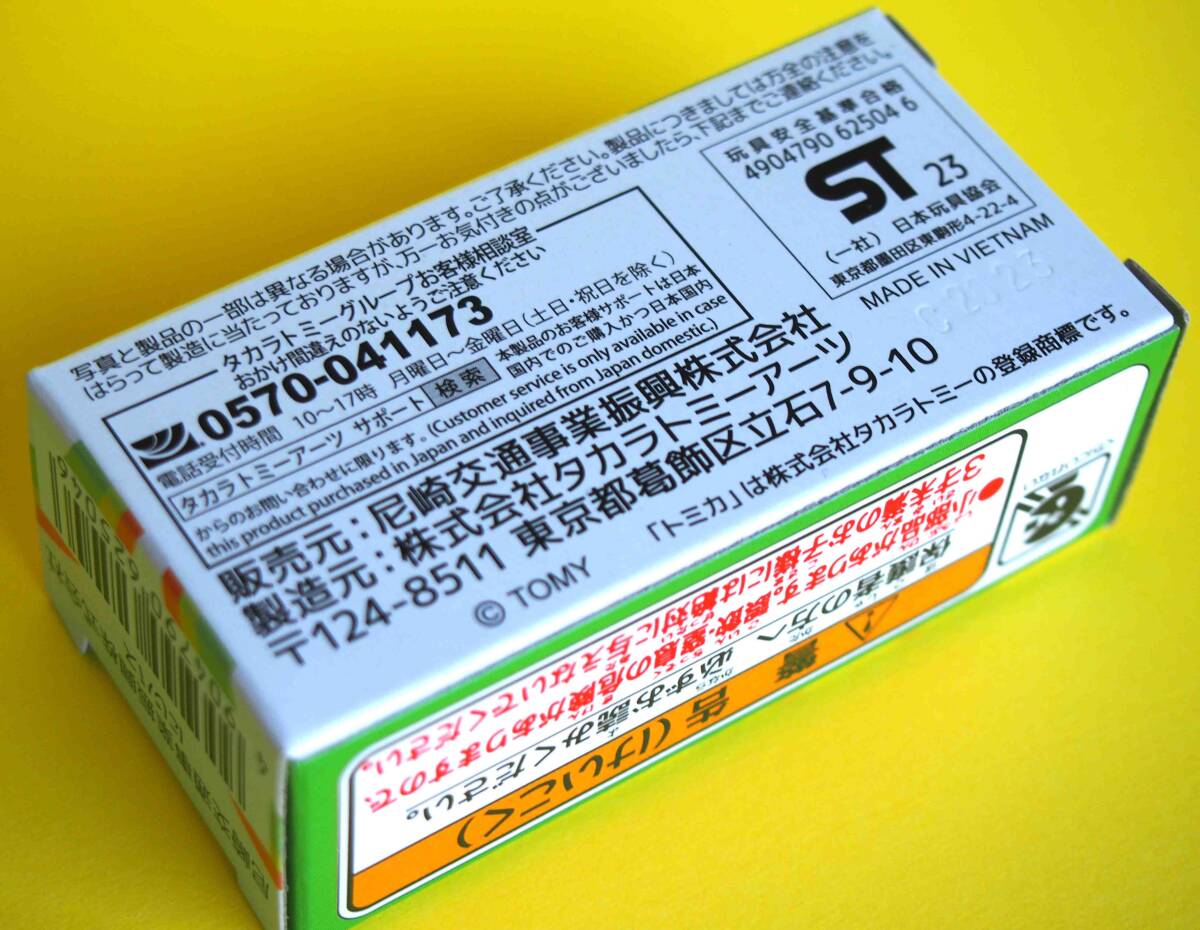 写真と製品の一部は異なる場合があります。ご了承ください。製品につきましては万全の注意を
はらって製造に当たっておりますが、万一お気付きの点がございましたら、下記までご連絡ください。
タカラトミーグループお客様相談室
おかけ間違えのないようご注意ください
0570-041173
電話受付時間 10～17時 月曜日～金曜日(土日・祝日を除く)
タカラトミーアーツ サポート 検索
本製品のお客様サポートは日本
国内でのご購入かつ日本国内
からのお問い合わせに限ります。(Customer service is only available in case
this product purchased in Japan and inquired from Japan domestic.)
玩具安全基準合格
4904790 62504 6
ST 23
(一社) 日本玩具協会
東京都墨田区東駒形4-22-4
MADE IN VIETNAM
販売元:尼崎交通事業振興株式会社
製造元:株式会社タカラトミーアーツ
〒124-8511 東京都葛飾区立石7-9-10
© TOMY 「トミカ」は株式会社タカラトミーの登録商標です。
警告(けいこく)
保護者の方へ 必ずお読みください。
●小部品があります。誤飲、窒息の危険がありますので、
3才未満のお子様には絶対に与えないでください。